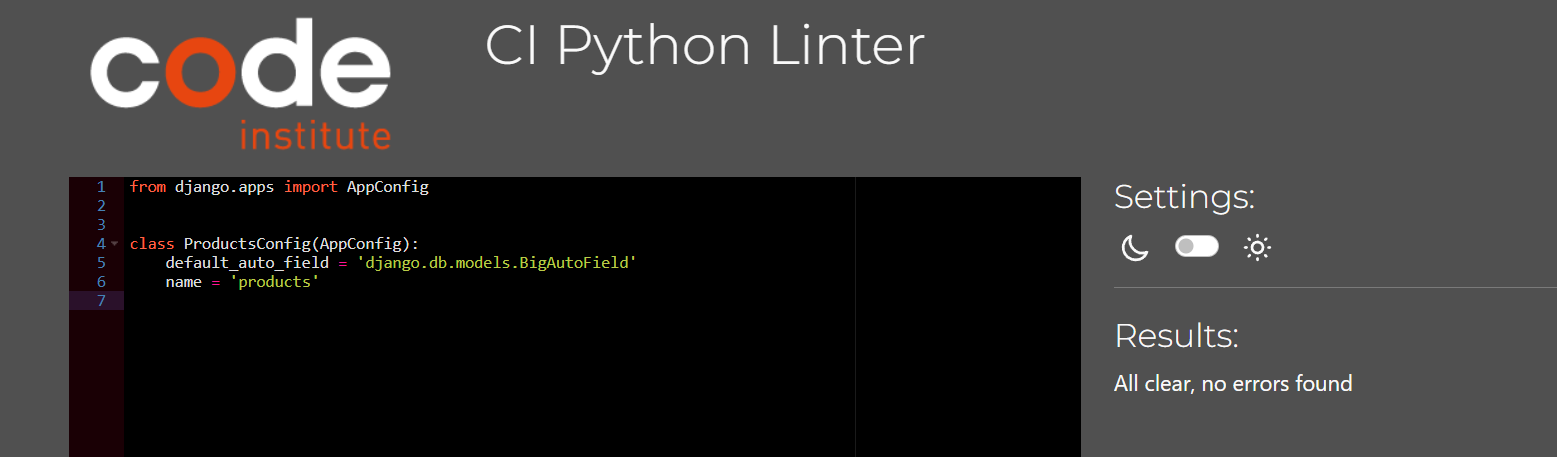 code
institute
CI Python Linter
1 from django.apps import AppConfig
2
3
4 class ProductsConfig(AppConfig):
5     default_auto_field = 'django.db.models.BigAutoField'
6     name = 'products'
7
Settings:
Results:
All clear, no errors found